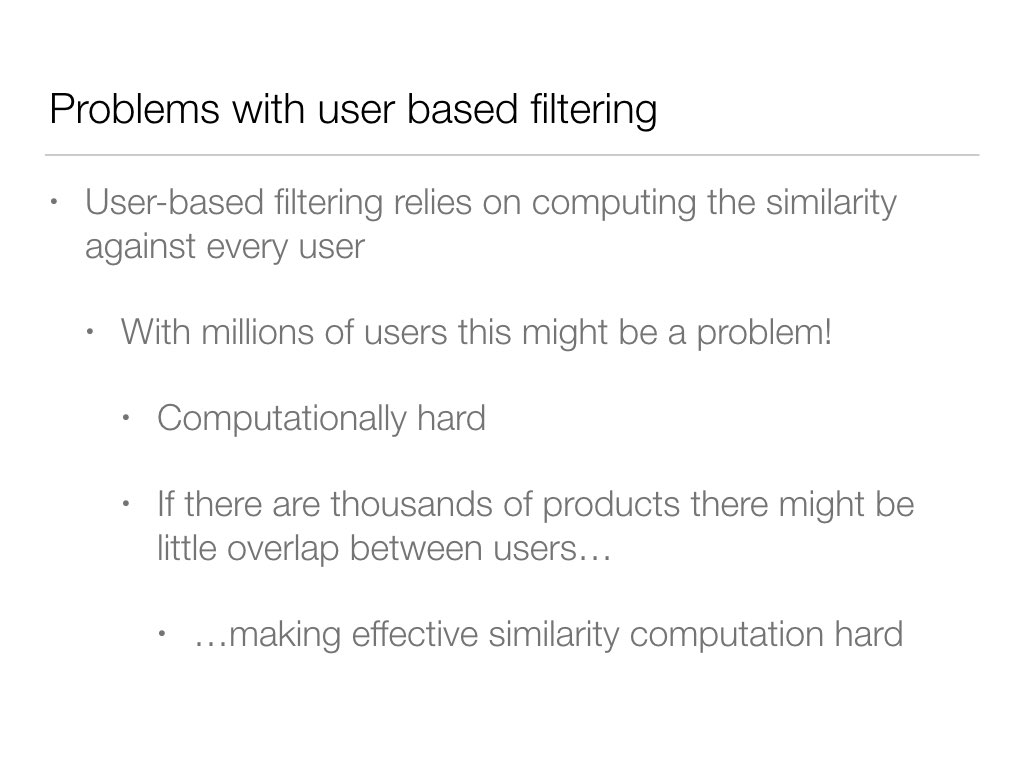 Problems with user based filtering
• User-based filtering relies on computing the similarity
against every user
• With millions of users this might be a problem!
• Computationally hard
• If there are thousands of products there might be
little overlap between users…
• …making effective similarity computation hard